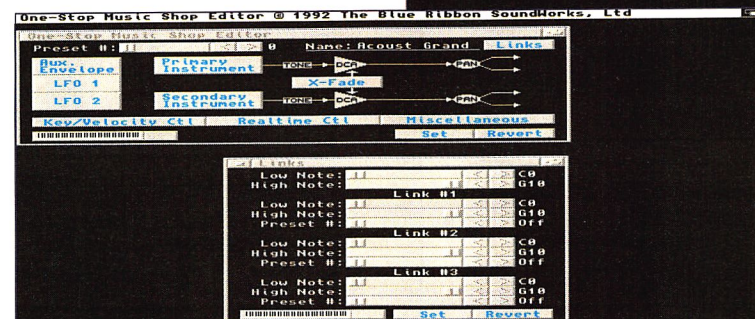 One-Stop Music Shop Editor © 1992 The Blue Ribbon SoundWorks, Ltd
One-Stop Music Shop Editor
Preset #: < > 0 Name: Acoust Grand Links
Aux. Envelope
Primary Instrument
TONE DCA PAN
LFO 1
X-Fade
LFO 2
Secondary Instrument
TONE DCA PAN
Key/Velocity Ctl Realtime Ctl Miscellaneous
Set Revert
Links
Low Note: < > C0
High Note: < > G10
Link #1
Low Note: < > C0
High Note: < > G10
Preset #: < > Off
Link #2
Low Note: < > C0
High Note: < > G10
Preset #: < > Off
Link #3
Low Note: < > C0
High Note: < > G10
Preset #: < > Off
Set Revert